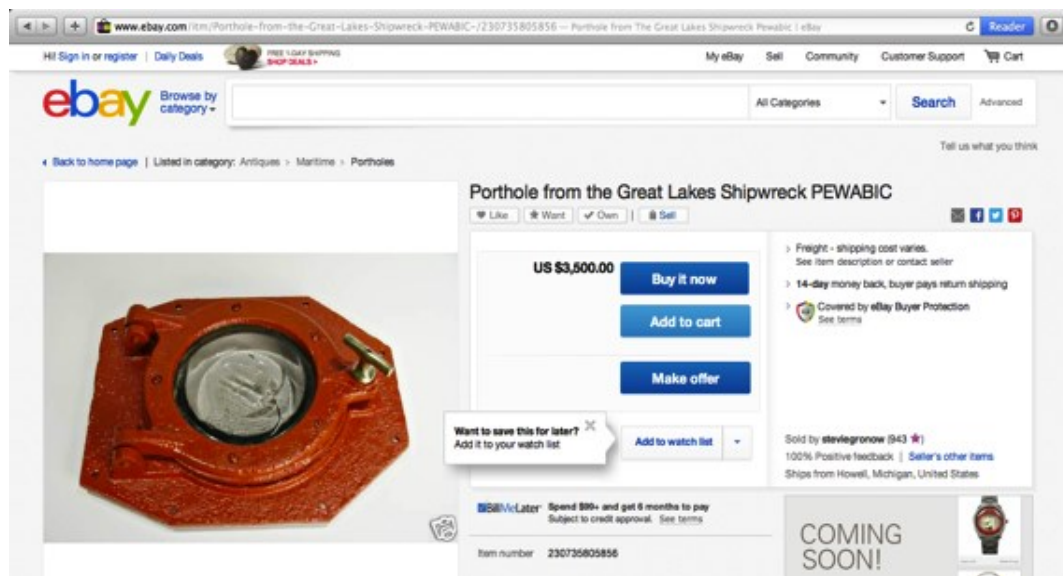 www.ebay.com/itm/Porthole-from-the-Great-Lakes-Shipwreck-PEWABIC-/230735805856 — Porthole from The Great Lakes Shipwreck Pewabic | eBay
Reader
Hi! Sign in or register | Daily Deals
FREE 1-DAY SHIPPING
SHOP DEALS >
My eBay Sell Community Customer Support Cart
ebay
Browse by
category
All Categories
Search
Advanced
Tell us what you think
Back to home page | Listed in category: Antiques > Maritime > Portholes
Porthole from the Great Lakes Shipwreck PEWABIC
Like Want Own | Sell
US $3,500.00
Buy it now
Add to cart
Make offer
Want to save this for later?
Add it to your watch list
Add to watch list
Freight - shipping cost varies.
See item description or contact seller
14-day money back, buyer pays return shipping
Covered by eBay Buyer Protection
See terms
Sold by stevlegronow (943)
100% Positive feedback | Seller's other items
Ships from Howell, Michigan, United States
BillMeLater
Spend $99+ and get 6 months to pay
Subject to credit approval. See terms
Item number 230735805856
COMING
SOON!